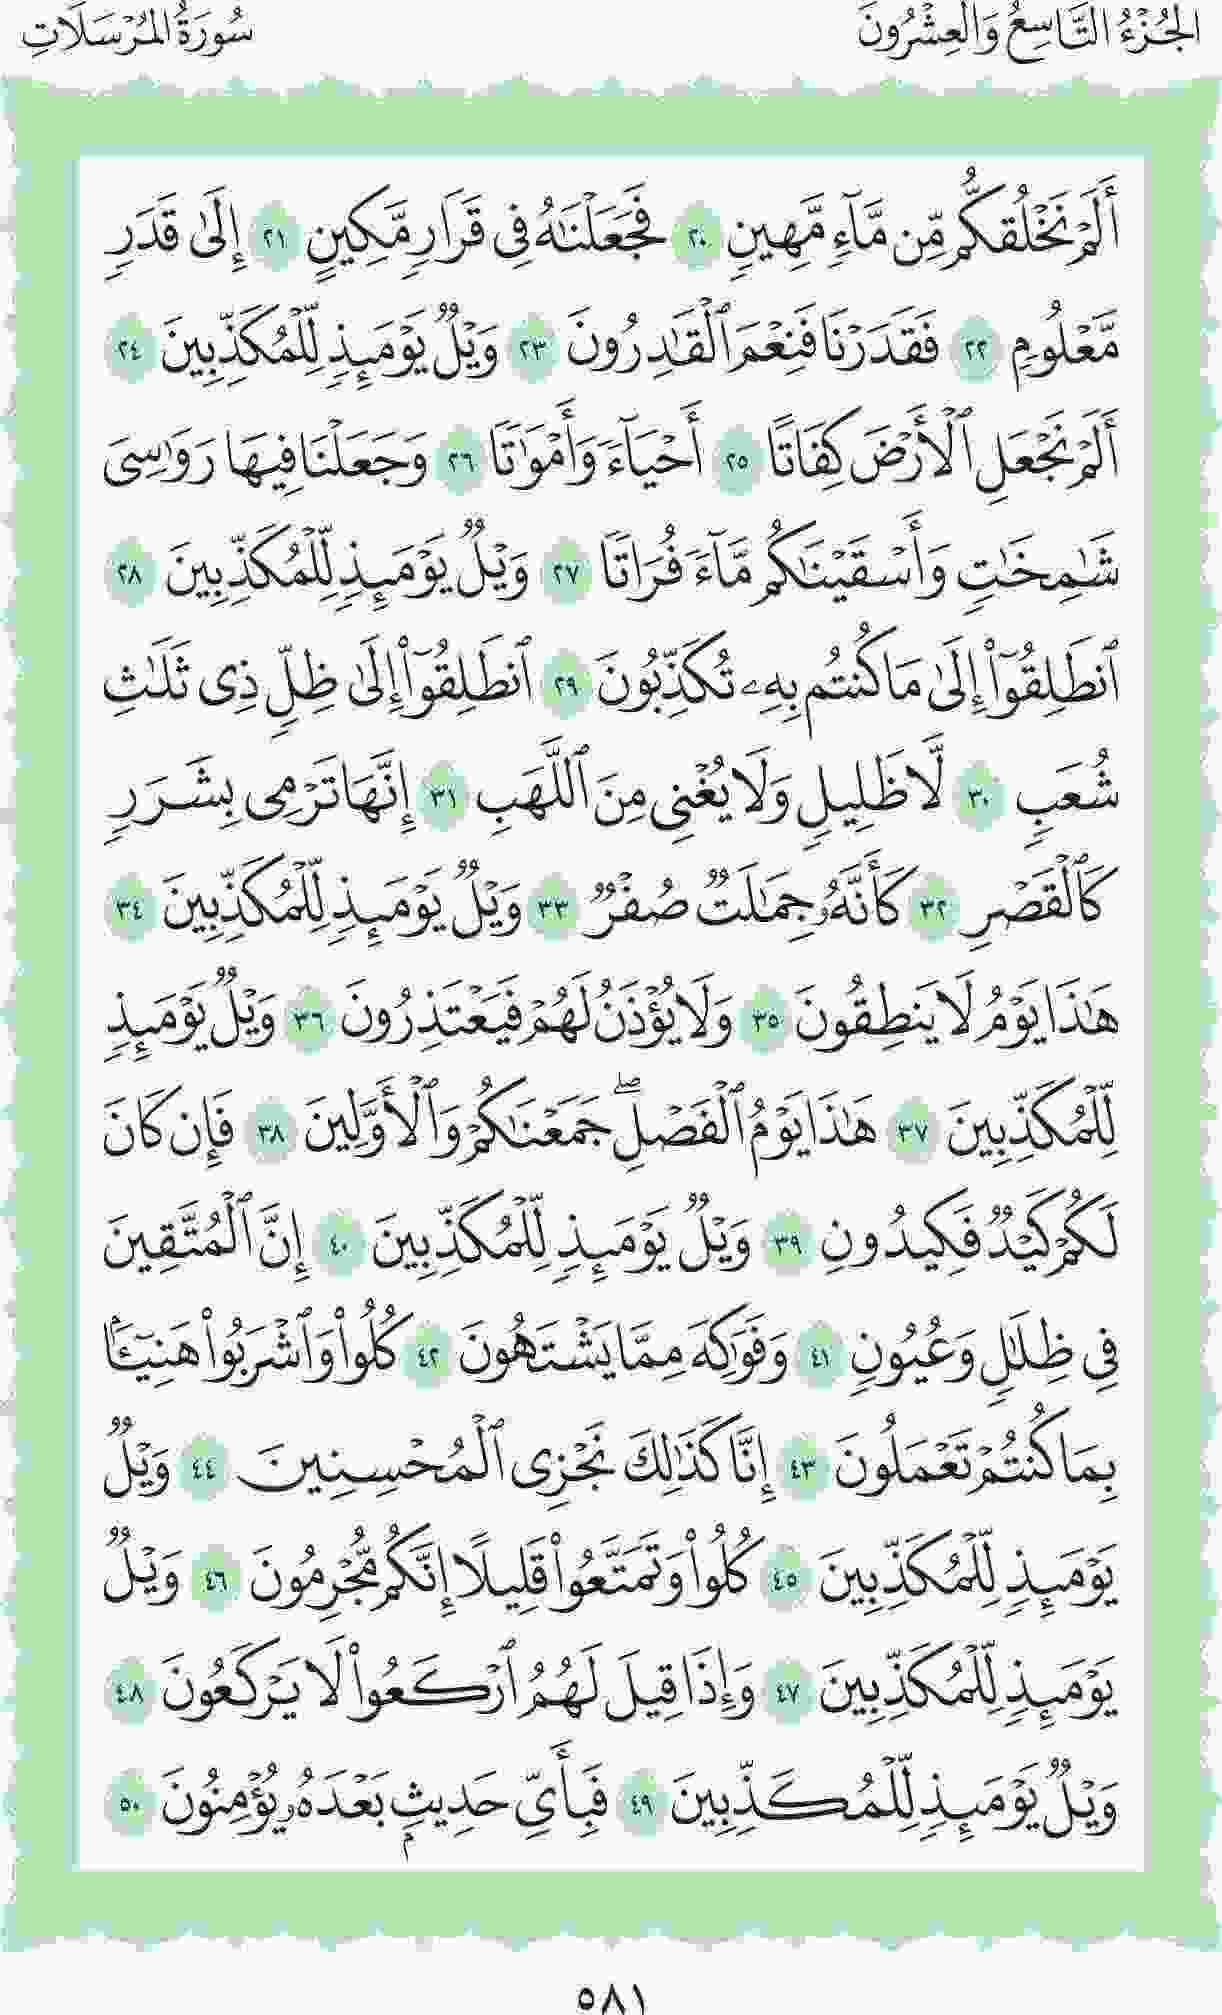 الجُزْءُ التَّاسِعُ وَالْعِشْرُونَ
سُورَةُ المُرْسَلَاتِ
أَلَمْ نَخْلُقكُّم مِّن مَّآءٖ مَّهِينٖ ٢٠ فَجَعَلْنَٰهُ فِي قَرَارٖ مَّكِينٍ ٢١ إِلَىٰ قَدَرٖ
مَّعْلُومٖ ٢٢ فَقَدَرْنَا فَنِعْمَ ٱلْقَٰدِرُونَ ٢٣ وَيْلٞ يَوْمَئِذٖ لِّلْمُكَذِّبِينَ ٢٤
أَلَمْ نَجْعَلِ ٱلْأَرْضَ كِفَاتًا ٢٥ أَحْيَآءٗ وَأَمْوَٰتٗا ٢٦ وَجَعَلْنَا فِيهَا رَوَٰسِيَ
شَٰمِخَٰتٖ وَأَسْقَيْنَٰكُم مَّآءٗ فُرَاتٗا ٢٧ وَيْلٞ يَوْمَئِذٖ لِّلْمُكَذِّبِينَ ٢٨
ٱنطَلِقُوٓا۟ إِلَىٰ مَا كُنتُم بِهِۦ تُكَذِّبُونَ ٢٩ ٱنطَلِقُوٓا۟ إِلَىٰ ظِلّٖ ذِي ثَلَٰثِ
شُعَبٖ ٣٠ لَّا ظَلِيلٖ وَلَا يُغْنِي مِنَ ٱللَّهَبِ ٣١ إِنَّهَا تَرْمِي بِشَرَرٖ
كَٱلْقَصْرِ ٣٢ كَأَنَّهُۥ جِمَٰلَتٞ صُفْرٞ ٣٣ وَيْلٞ يَوْمَئِذٖ لِّلْمُكَذِّبِينَ ٣٤
هَٰذَا يَوْمُ لَا يَنطِقُونَ ٣٥ وَلَا يُؤْذَنُ لَهُمْ فَيَعْتَذِرُونَ ٣٦ وَيْلٞ يَوْمَئِذٖ
لِّلْمُكَذِّبِينَ ٣٧ هَٰذَا يَوْمُ ٱلْفَصْلِۖ جَمَعْنَٰكُمْ وَٱلْأَوَّلِينَ ٣٨ فَإِن كَانَ
لَكُمْ كَيْدٞ فَكِيدُونِ ٣٩ وَيْلٞ يَوْمَئِذٖ لِّلْمُكَذِّبِينَ ٤٠ إِنَّ ٱلْمُتَّقِينَ
فِي ظِلَٰلٖ وَعُيُونٖ ٤١ وَفَوَٰكِهَ مِمَّا يَشْتَهُونَ ٤٢ كُلُوا۟ وَٱشْرَبُوا۟ هَنِيٓـَٔۢا
بِمَا كُنتُمْ تَعْمَلُونَ ٤٣ إِنَّا كَذَٰلِكَ نَجْزِي ٱلْمُحْسِنِينَ ٤٤ وَيْلٞ
يَوْمَئِذٖ لِّلْمُكَذِّبِينَ ٤٥ كُلُوا۟ وَتَمَتَّعُوا۟ قَلِيلًا إِنَّكُم مُّجْرِمُونَ ٤٦ وَيْلٞ
يَوْمَئِذٖ لِّلْمُكَذِّبِينَ ٤٧ وَإِذَا قِيلَ لَهُمُ ٱرْكَعُوا۟ لَا يَرْكَعُونَ ٤٨
وَيْلٞ يَوْمَئِذٖ لِّلْمُكَذِّبِينَ ٤٩ فَبِأَيِّ حَدِيثِۭ بَعْدَهُۥ يُؤْمِنُونَ ٥٠
٥٨١